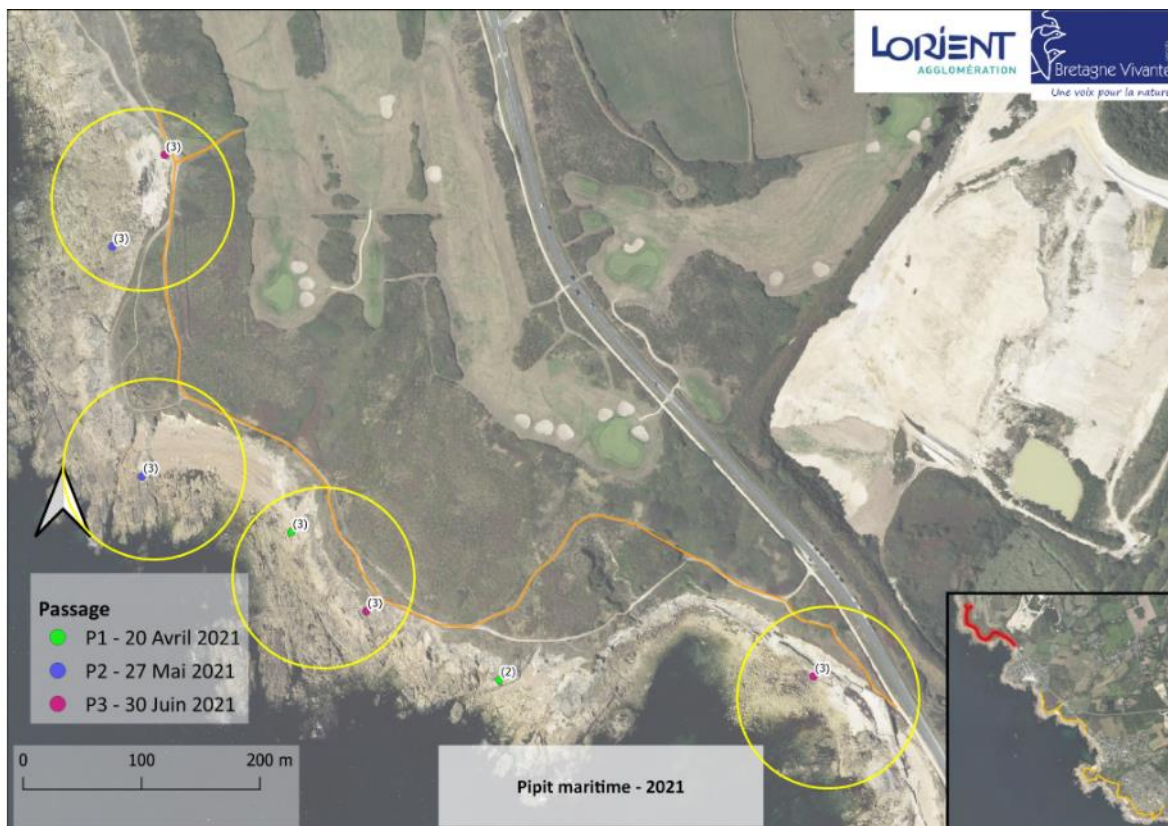 LORIENT
AGGLOMÉRATION
Bretagne Vivante
Une voix pour la nature
(3)
(3)
(3)
(3)
(3)
(2)
(3)
Passage
P1 - 20 Avril 2021
P2 - 27 Mai 2021
P3 - 30 Juin 2021
0 100 200 m
Pipit maritime - 2021